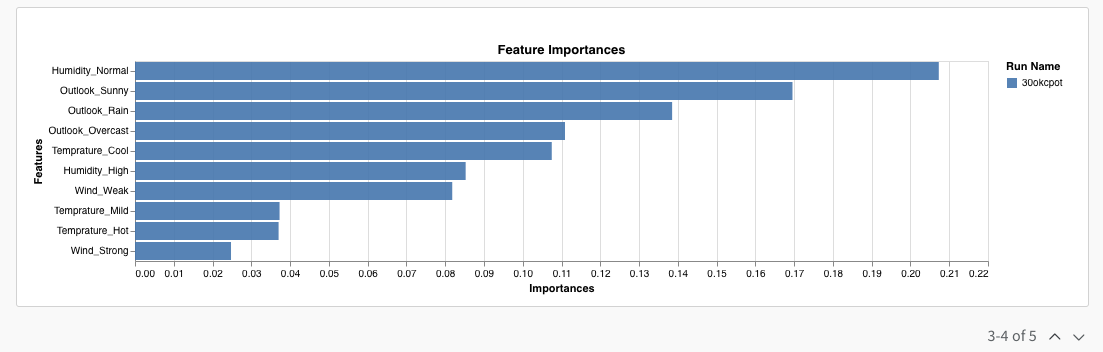 Feature Importances
Humidity_Normal
Outlook_Sunny
Outlook_Rain
Outlook_Overcast
Temprature_Cool
Humidity_High
Wind_Weak
Temprature_Mild
Temprature_Hot
Wind_Strong
Features
0.00 0.01 0.02 0.03 0.04 0.05 0.06 0.07 0.08 0.09 0.10 0.11 0.12 0.13 0.14 0.15 0.16 0.17 0.18 0.19 0.20 0.21 0.22
Importances
Run Name
30okcpot
3-4 of 5